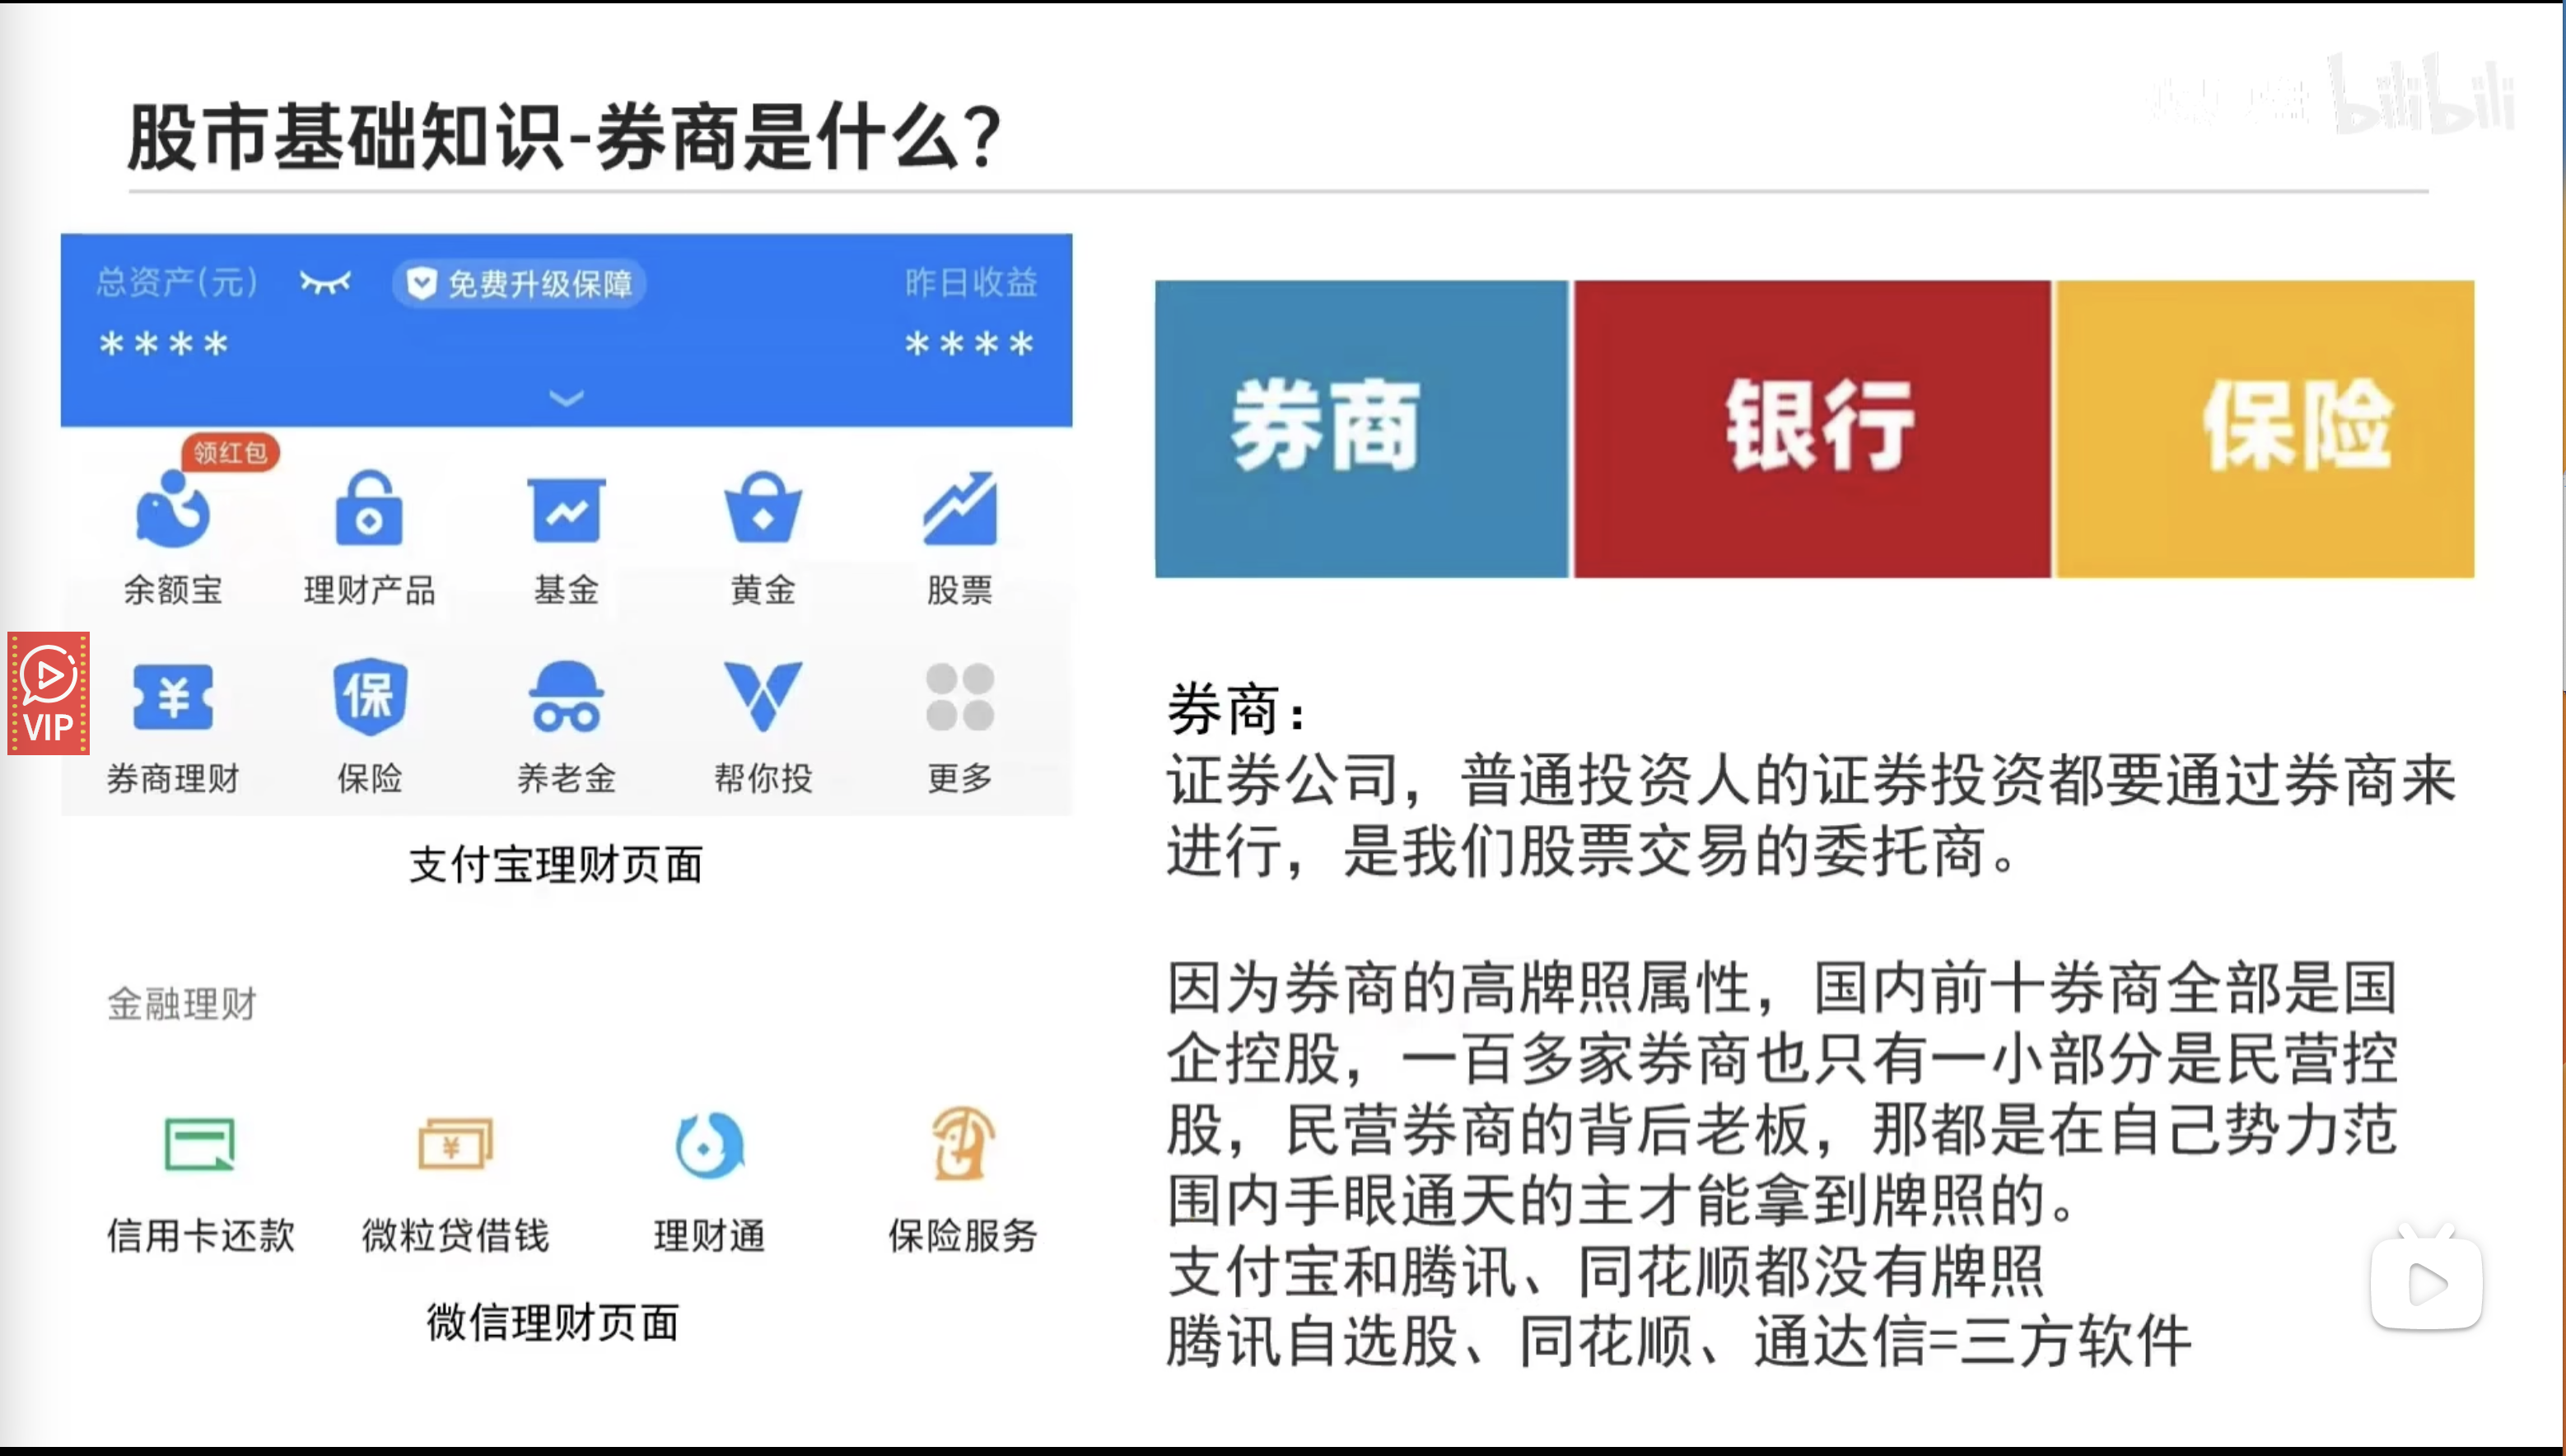 股市基础知识-券商是什么?
bilibili
总资产(元)
免费升级保障
昨日收益
****
****
领红包
余额宝
理财产品
基金
黄金
股票
¥
保
券商理财
保险
养老金
帮你投
更多
VIP
支付宝理财页面
金融理财
¥
信用卡还款
微粒贷借钱
理财通
保险服务
微信理财页面
券商
银行
保险
券商：
证券公司，普通投资人的证券投资都要通过券商来
进行，是我们股票交易的委托商。
因为券商的高牌照属性，国内前十券商全部是国
企控股，一百多家券商也只有一小部分是民营控
股，民营券商的背后老板，那都是在自己势力范
围内手眼通天的主才能拿到牌照的。
支付宝和腾讯、同花顺都没有牌照
腾讯自选股、同花顺、通达信=三方软件